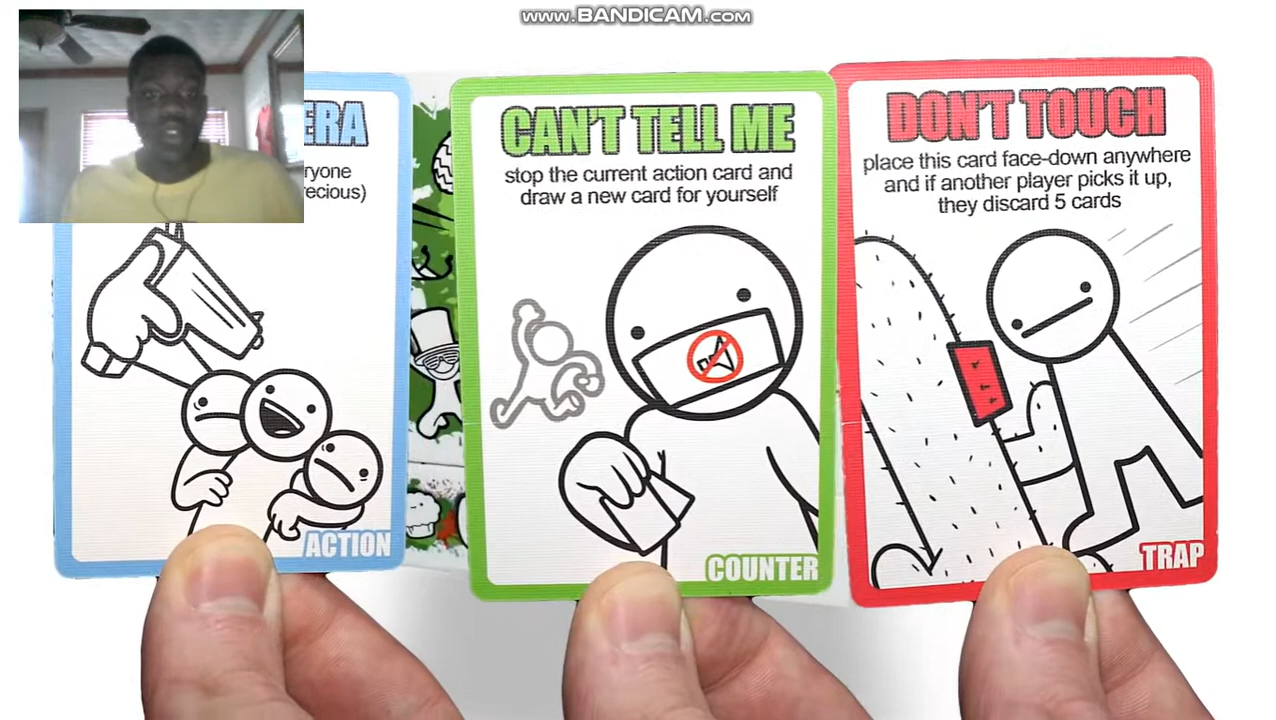 WWW.BANDICAM.COM
ERA
ryone
recious)
ACTION
CAN'T TELL ME
stop the current action card and
draw a new card for yourself
COUNTER
DON'T TOUCH
place this card face-down anywhere
and if another player picks it up,
they discard 5 cards
TRAP